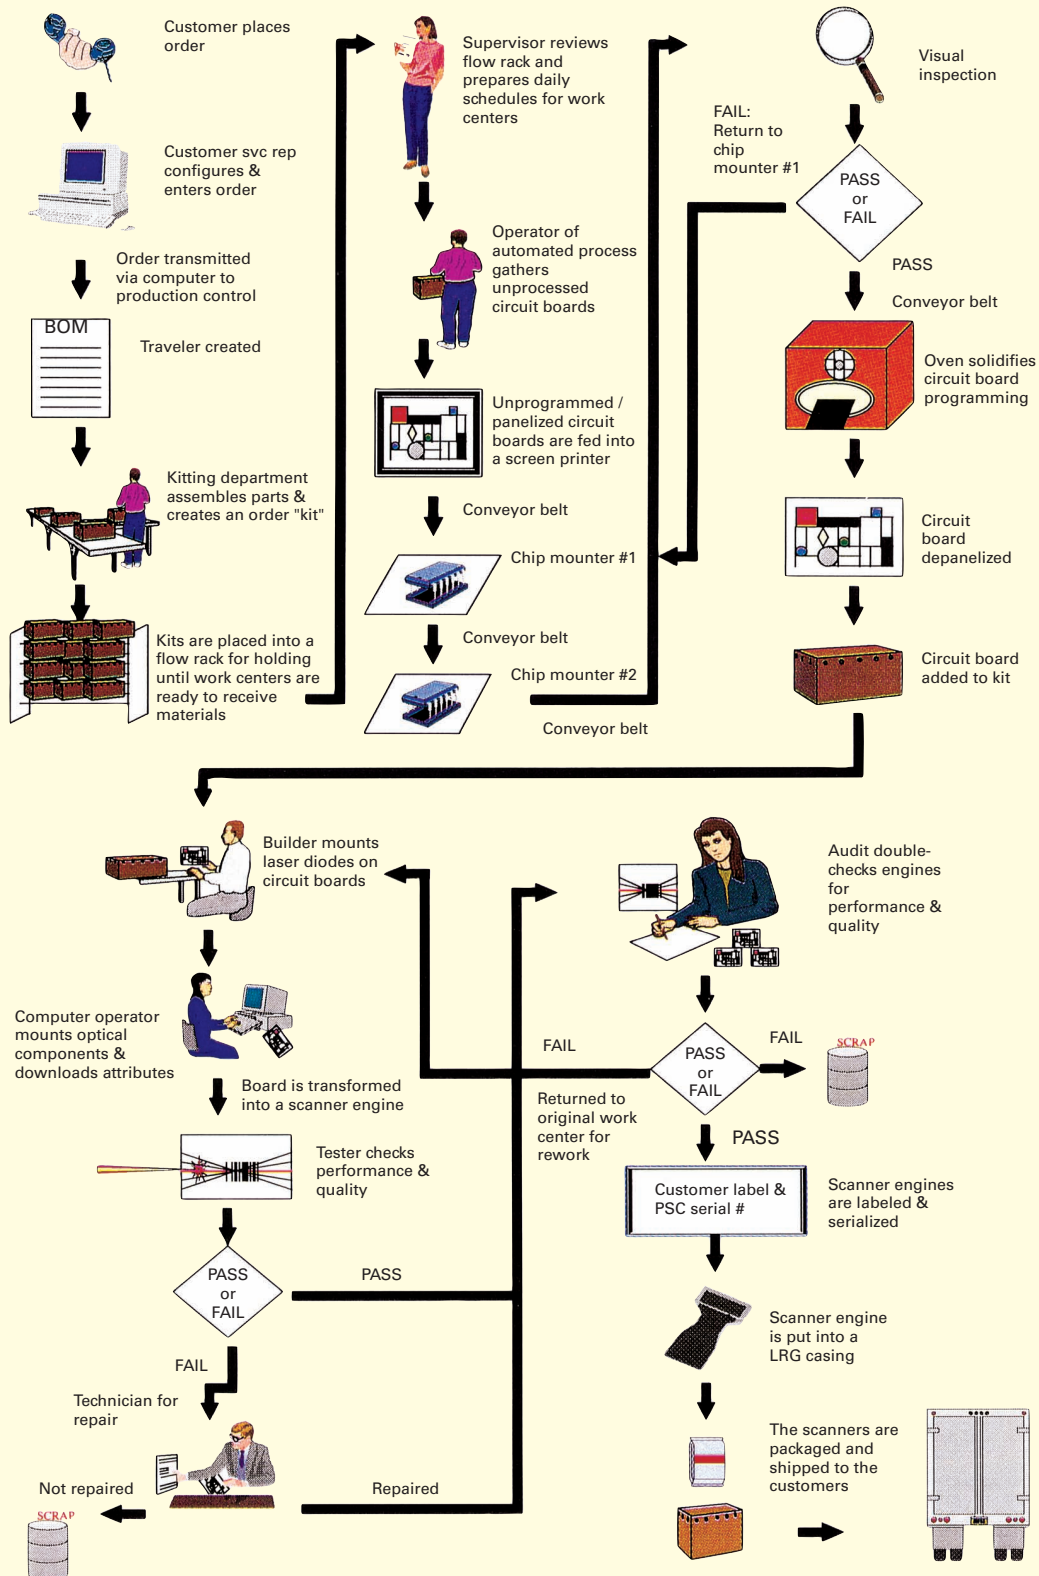 Customer places
order
Customer svc rep
configures &
enters order
Order transmitted
via computer to
production control
BOM
Traveler created
Kitting department
assembles parts &
creates an order "kit"
Kits are placed into a
flow rack for holding
until work centers are
ready to receive
materials
Supervisor reviews
flow rack and
prepares daily
schedules for work
centers
Operator of
automated process
gathers
unprocessed
circuit boards
Unprogrammed /
panelized circuit
boards are fed into
a screen printer
Conveyor belt
Chip mounter #1
Conveyor belt
Chip mounter #2
Conveyor belt
Visual
inspection
FAIL:
Return to
chip
mounter #1
PASS
or
FAIL
PASS
Conveyor belt
Oven solidifies
circuit board
programming
Circuit
board
depanelized
Circuit board
added to kit
Builder mounts
laser diodes on
circuit boards
Computer operator
mounts optical
components &
downloads attributes
Board is transformed
into a scanner engine
Tester checks
performance &
quality
PASS
or
FAIL
PASS
FAIL
Technician for
repair
Not repaired
SCRAP
Repaired
Audit double-
checks engines
for
performance &
quality
PASS
or
FAIL
FAIL
SCRAP
FAIL
Returned to
original work
center for
rework
PASS
Customer label &
PSC serial #
Scanner engines
are labeled &
serialized
Scanner engine
is put into a
LRG casing
The scanners are
packaged and
shipped to the
customers